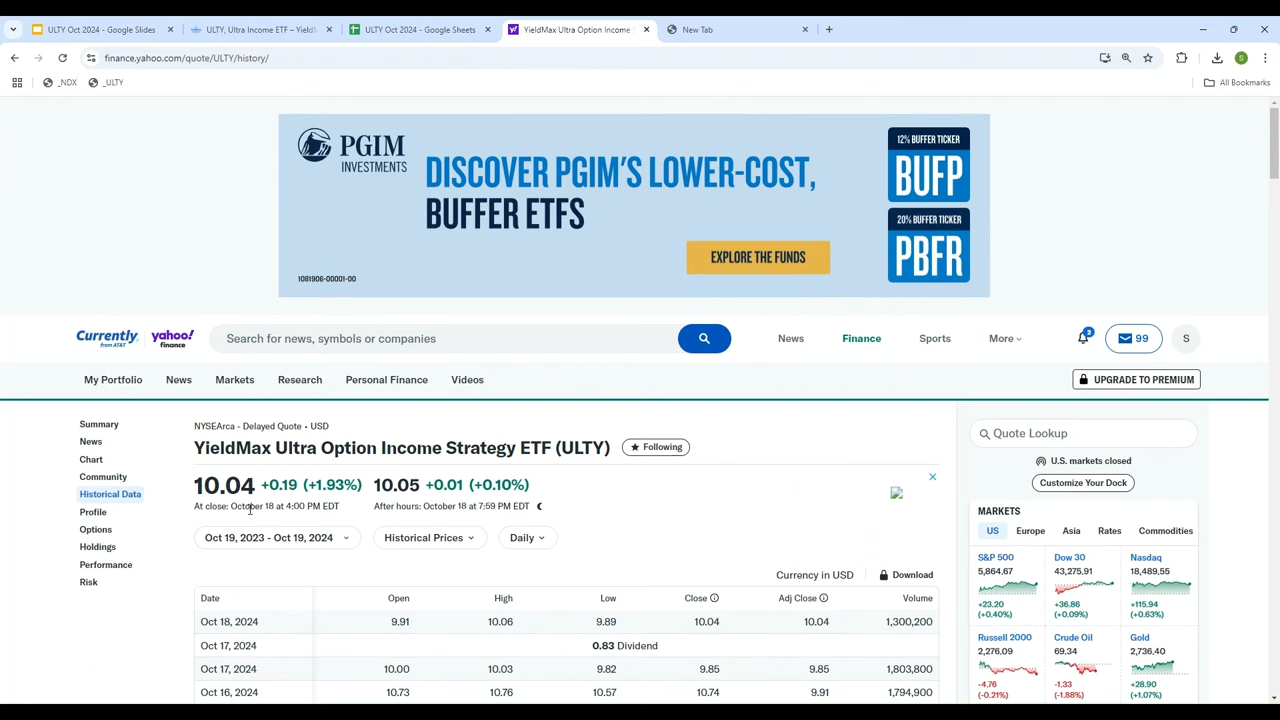 ULTY Oct 2024 - Google Slides
ULTY, Ultra Income ETF – Yield
ULTY Oct 2024 - Google Sheets
YieldMax Ultra Option Income
New Tab
finance.yahoo.com/quote/ULTY/history/
_NDX
_ULTY
All Bookmarks
PGIM
INVESTMENTS
DISCOVER PGIM'S LOWER-COST,
BUFFER ETFS
EXPLORE THE FUNDS
1081906-00001-00
12% BUFFER TICKER
BUFP
20% BUFFER TICKER
PBFR
Currently
from AT&T
yahoo!
finance
Search for news, symbols or companies
News
Finance
Sports
More
2
99
S
My Portfolio
News
Markets
Research
Personal Finance
Videos
UPGRADE TO PREMIUM
Summary
News
Chart
Community
Historical Data
Profile
Options
Holdings
Performance
Risk
NYSEArca - Delayed Quote • USD
YieldMax Ultra Option Income Strategy ETF (ULTY)
Following
10.04 +0.19 (+1.93%)
At close: October 18 at 4:00 PM EDT
10.05 +0.01 (+0.10%)
After hours: October 18 at 7:59 PM EDT
Oct 19, 2023 - Oct 19, 2024
Historical Prices
Daily
Currency in USD
Download
Date Open High Low Close Adj Close Volume
Oct 18, 2024 9.91 10.06 9.89 10.04 10.04 1,300,200
Oct 17, 2024 0.83 Dividend
Oct 17, 2024 10.00 10.03 9.82 9.85 9.85 1,803,800
Oct 16, 2024 10.73 10.76 10.57 10.74 9.91 1,794,900
Quote Lookup
U.S. markets closed
Customize Your Dock
MARKETS
US Europe Asia Rates Commodities
S&P 500 Dow 30 Nasdaq
5,864.67 43,275.91 18,489.55
+23.20 +36.86 +115.94
(+0.40%) (+0.09%) (+0.63%)
Russell 2000 Crude Oil Gold
2,276.09 69.34 2,736.40
-4.76 -1.33 +28.90
(-0.21%) (-1.88%) (+1.07%)